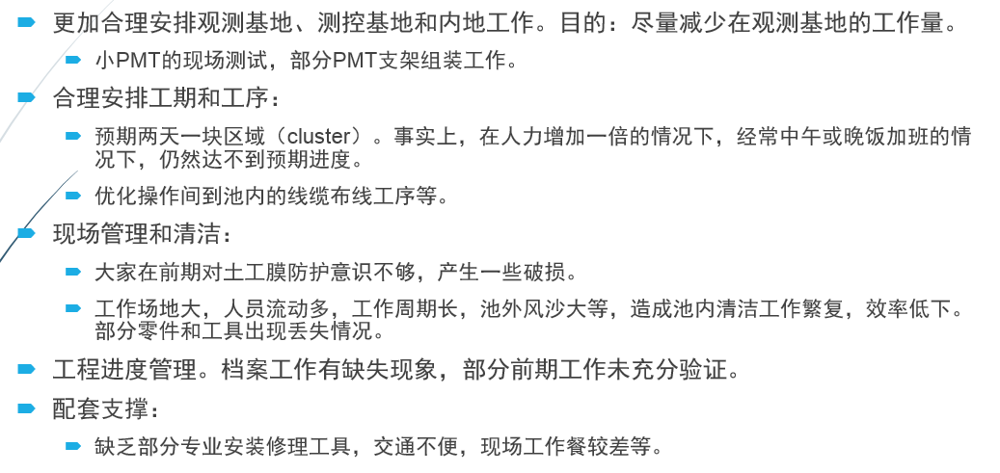 更加合理安排观测基地、测控基地和内地工作。目的：尽量减少在观测基地的工作量。
小PMT的现场测试，部分PMT支架组装工作。
合理安排工期和工序：
预期两天一块区域（cluster）。事实上，在人力增加一倍的情况下，经常中午或晚饭加班的情
况下，仍然达不到预期进度。
优化操作间到池内的线缆布线工序等。
现场管理和清洁：
大家在前期对土工膜防护意识不够，产生一些破损。
工作场地大，人员流动多，工作周期长，池外风沙大等，造成池内清洁工作繁复，效率低下。
部分零件和工具出现丢失情况。
工程进度管理。档案工作有缺失现象，部分前期工作未充分验证。
配套支撑：
缺乏部分专业安装修理工具，交通不便，现场工作餐较差等。